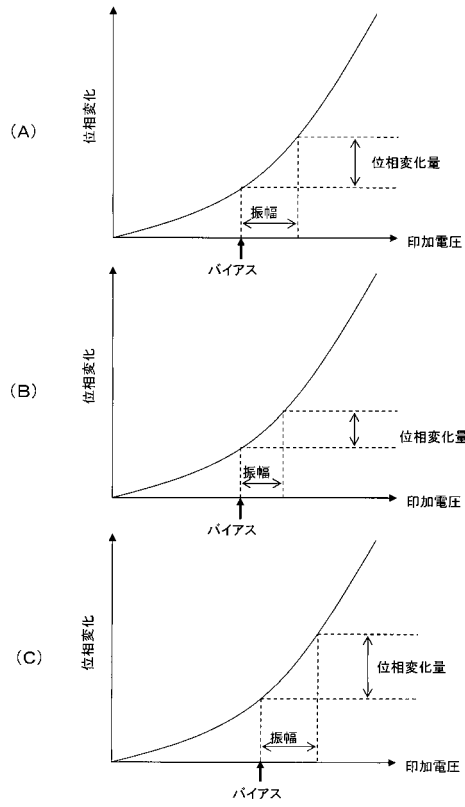 (A)
位相変化
位相変化量
振幅
印加電圧
バイアス
(B)
位相変化
位相変化量
振幅
印加電圧
バイアス
(C)
位相変化
位相変化量
振幅
印加電圧
バイアス